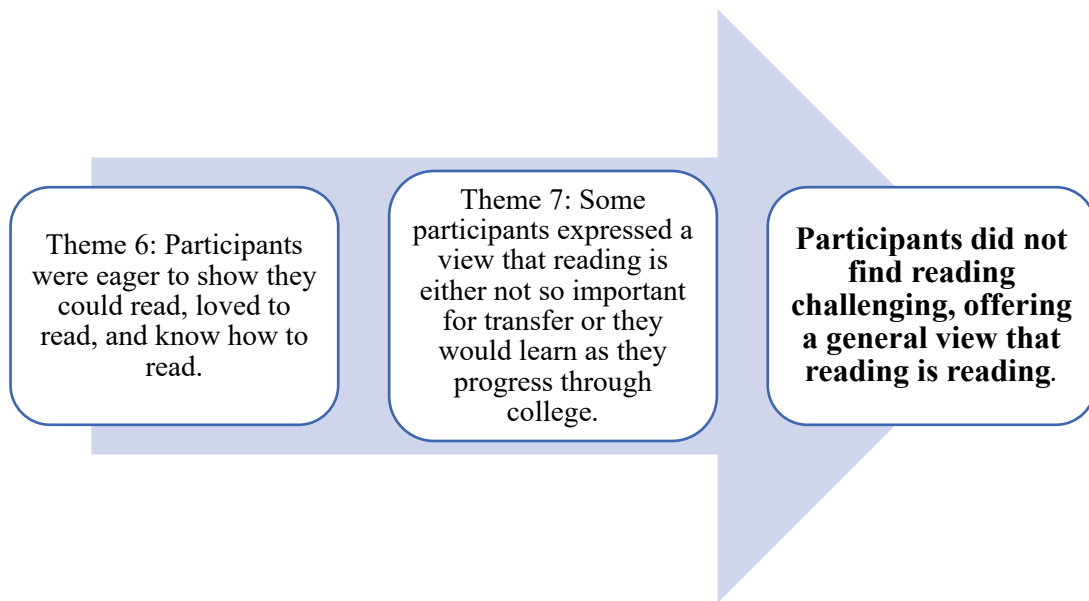 Theme 6: Participants
were eager to show they
could read, loved to
read, and know how to
read.
Theme 7: Some
participants expressed a
view that reading is
either not so important
for transfer or they
would learn as they
progress through
college.
Participants did not
find reading
challenging, offering
a general view that
reading is reading.